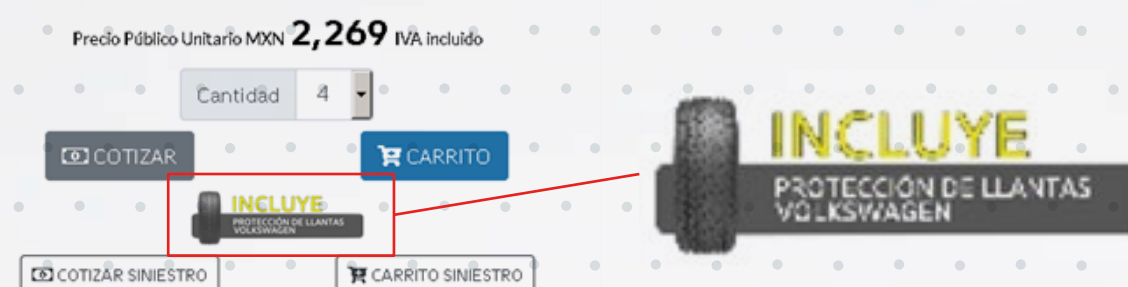 Precio Público Unitario MXN 2,269 IVA incluido
Cantidad 4
COTIZAR
CARRITO
INCLUYE
PROTECCIÓN DE LLANTAS
VOLKSWAGEN
COTIZAR SINIESTRO
CARRITO SINIESTRO
INCLUYE
PROTECCIÓN DE LLANTAS
VOLKSWAGEN